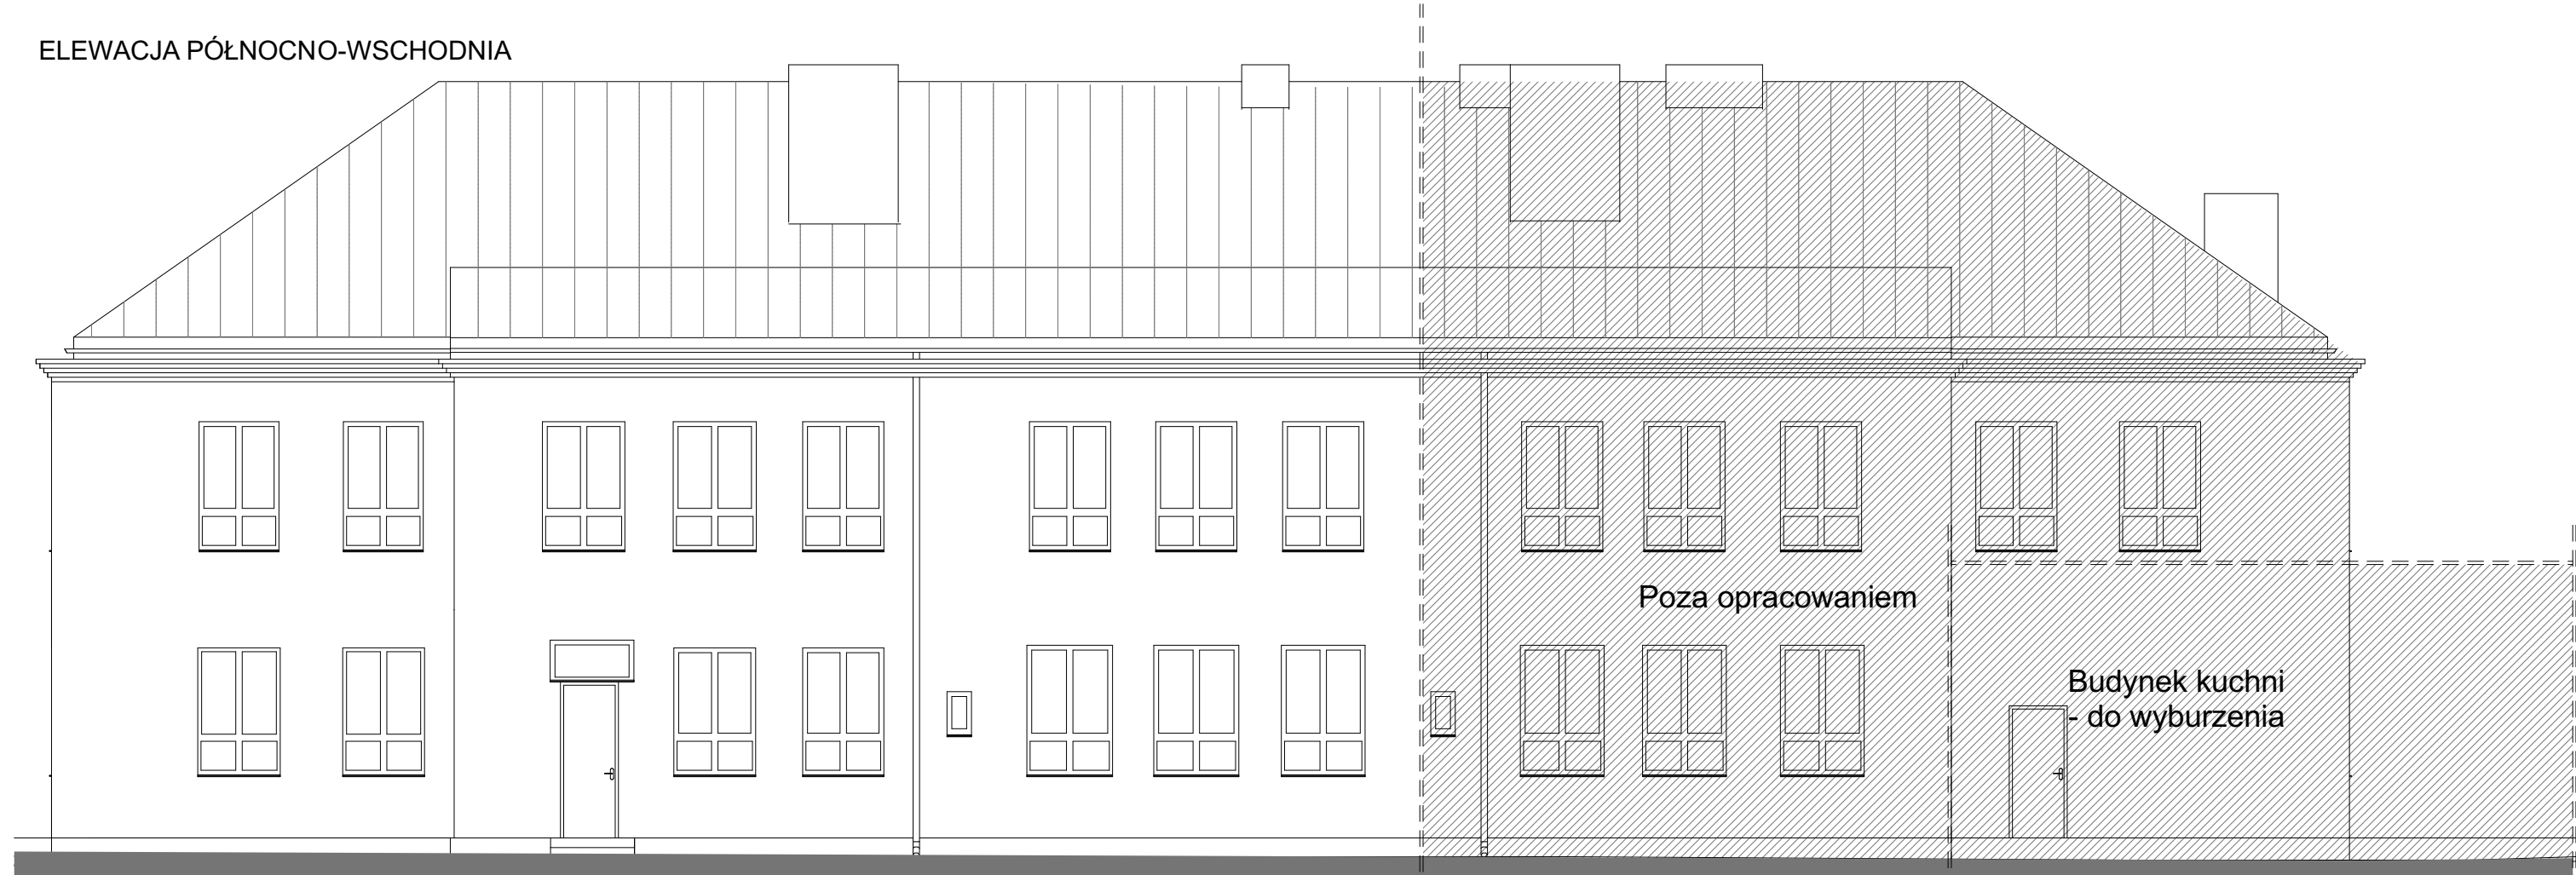 ELEWACJA PÓŁNOCNO-WSCHODNIA
Poza opracowaniem
Budynek kuchni
- do wyburzenia